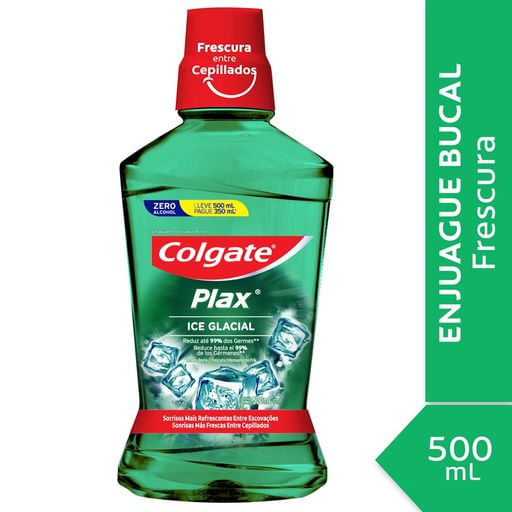 Frescura
entre
Cepillados
ZERO
ALCOHOL
LLEVE 500 mL
PAGUE 350 mL*
Colgate®
Plax®
ICE GLACIAL
Reduz até 99% dos Germes**
Reduce hasta el 99%
de los Gérmenes**
Sorrisos Mais Refrescantes Entre Escovações
Sonrisas Más Frescas Entre Cepillados
ENJUAGUE BUCAL
Frescura
500
mL